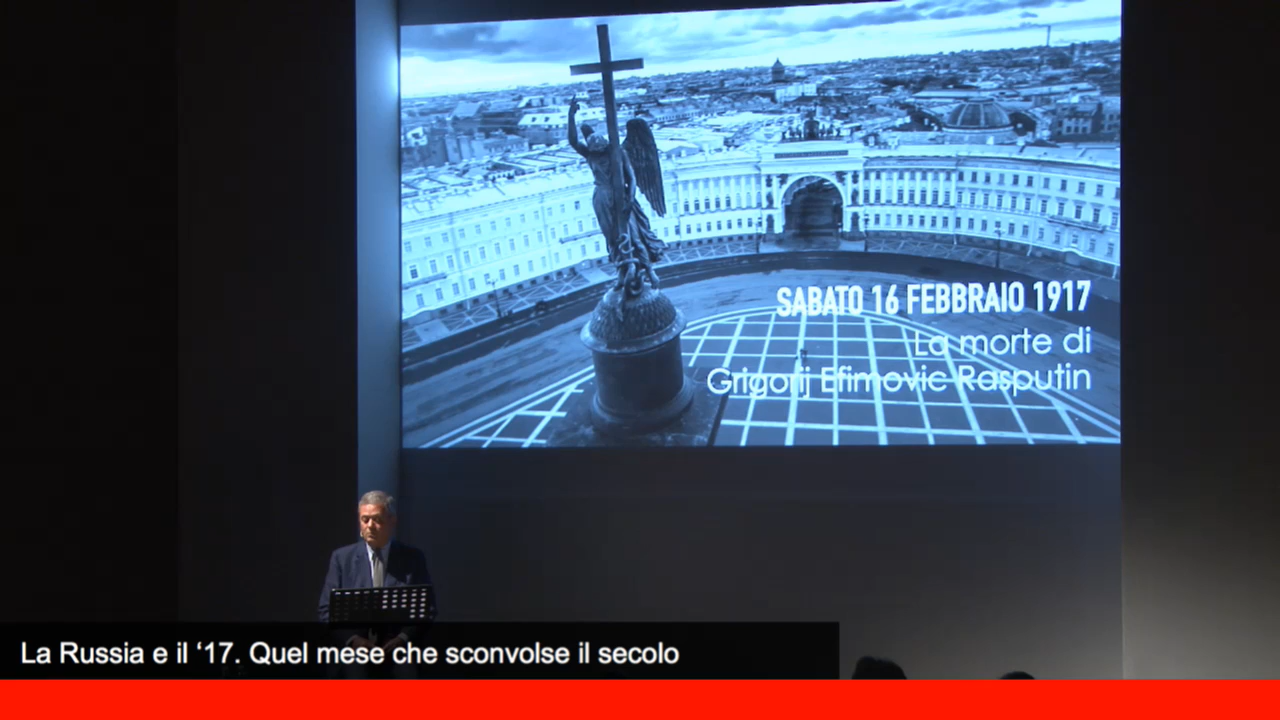 SABATO 16 FEBBRAIO 1917
La morte di
Grigorij Efimovic Rasputin
La Russia e il ‘17. Quel mese che sconvolse il secolo